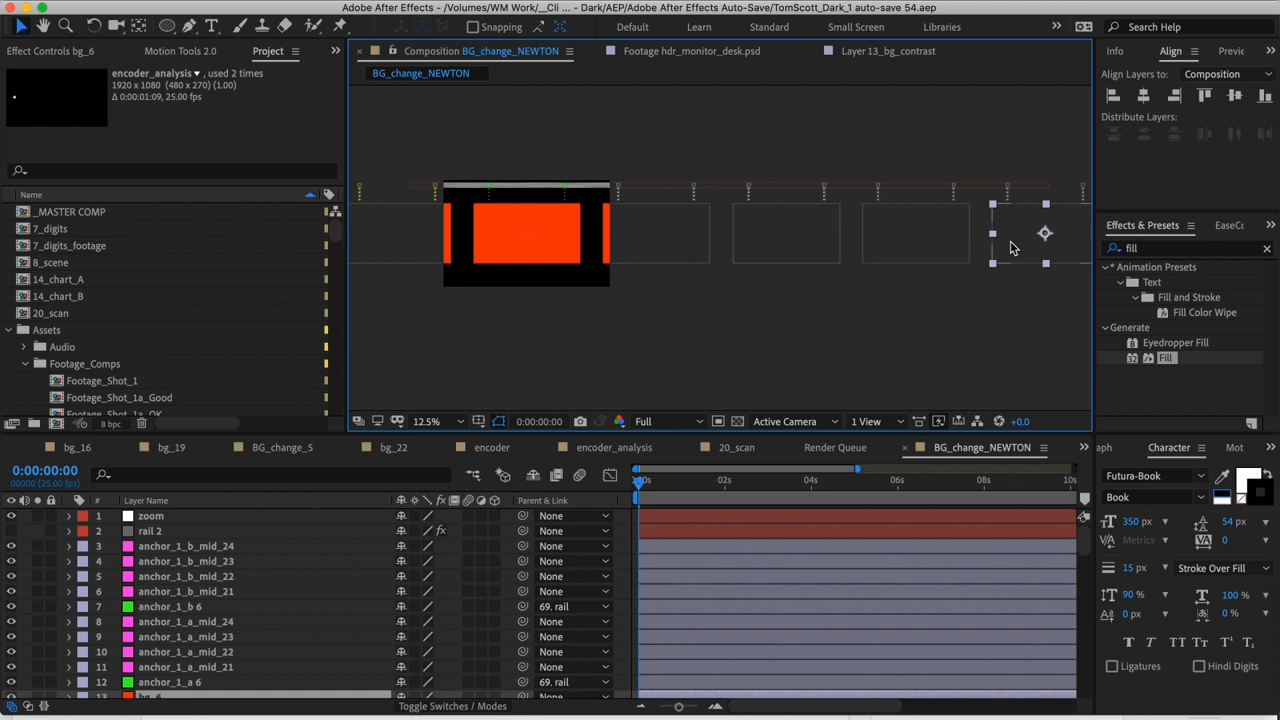 Adobe After Effects - /Volumes/WM Work/__Cli ... – Dark/AEP/Adobe After Effects Auto-Save/TomScott_Dark_1 auto-save 54.aep
Snapping
Default
Learn
Standard
Small Screen
Libraries
Search Help
Effect Controls bg_6
Motion Tools 2.0
Project
Composition BG_change_NEWTON
Footage hdr_monitor_desk.psd
Layer 13_bg_contrast
Info
Align
Previe
BG_change_NEWTON
encoder_analysis▼, used 2 times
1920 x 1080 (480 x 270) (1.00)
Δ 0:00:01:09, 25.00 fps
Align Layers to:
Composition
Distribute Layers:
Name
_MASTER COMP
7_digits
7_digits_footage
8_scene
14_chart_A
14_chart_B
20_scan
Assets
Audio
Footage_Comps
Footage_Shot_1
Footage_Shot_1a_Good
Footage_Shot_1a_OK
8 bpc
Effects & Presets
EaseCo
fill
* Animation Presets
Text
Fill and Stroke
Fill Color Wipe
Generate
Eyedropper Fill
Fill
12.5%
0:00:00:00
Full
Active Camera
1 View
+0.0
bg_16
bg_19
BG_change_5
bg_22
encoder
encoder_analysis
20_scan
Render Queue
BG_change_NEWTON
raph
Character
Mot
0:00:00:00
00000 (25.00 fps)
02s
04s
06s
08s
10s
#
Layer Name
Parent & Link
1 zoom None
2 rail 2 None
3 anchor_1_b_mid_24 None
4 anchor_1_b_mid_23 None
5 anchor_1_b_mid_22 None
6 anchor_1_b_mid_21 None
7 anchor_1_b 6 69. rail
8 anchor_1_a_mid_24 None
9 anchor_1_a_mid_23 None
10 anchor_1_a_mid_22 None
11 anchor_1_a_mid_21 None
12 anchor_1_a 6 69. rail
13 bg_6 None
Toggle Switches / Modes
Futura-Book
Book
350 px
54 px
Metrics
0
15 px
Stroke Over Fill
90 %
100 %
0 px
0 %
Ligatures
Hindi Digits